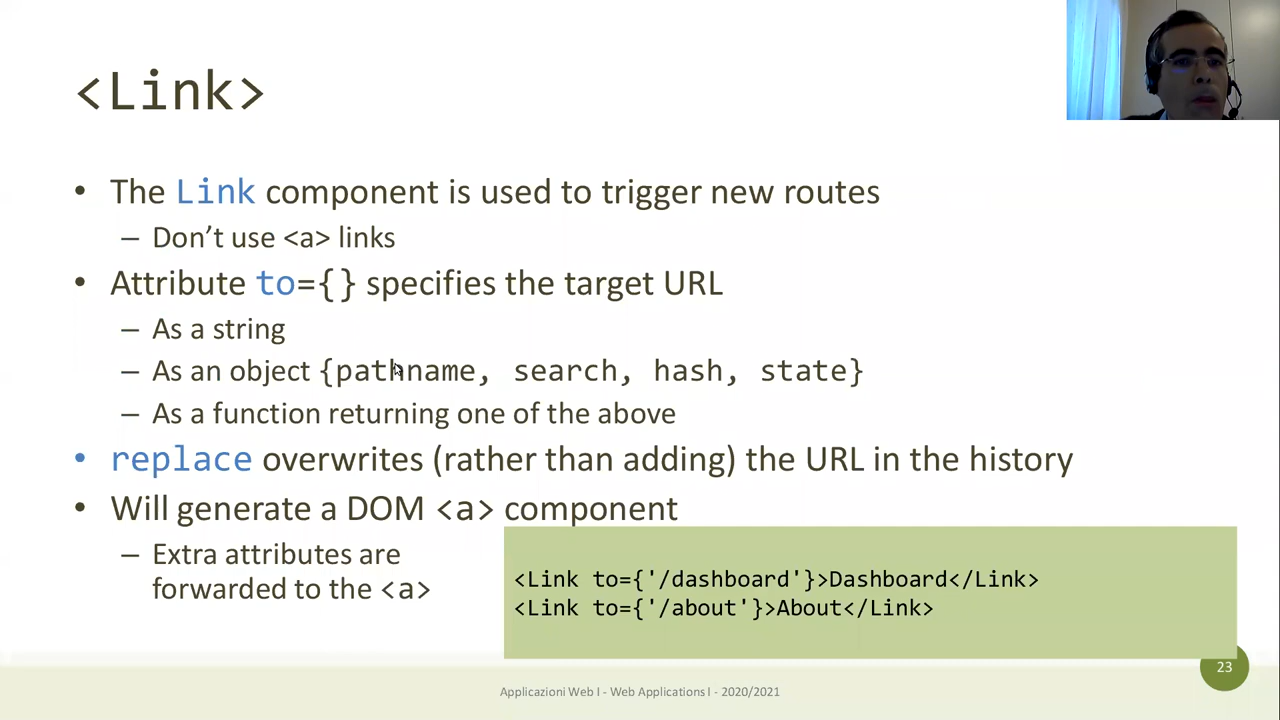 <Link>
• The Link component is used to trigger new routes
– Don’t use <a> links
• Attribute to={} specifies the target URL
– As a string
– As an object {pathname, search, hash, state}
– As a function returning one of the above
• replace overwrites (rather than adding) the URL in the history
• Will generate a DOM <a> component
– Extra attributes are
forwarded to the <a>
<Link to={'/dashboard'}>Dashboard</Link>
<Link to={'/about'}>About</Link>
23
Applicazioni Web I - Web Applications I - 2020/2021